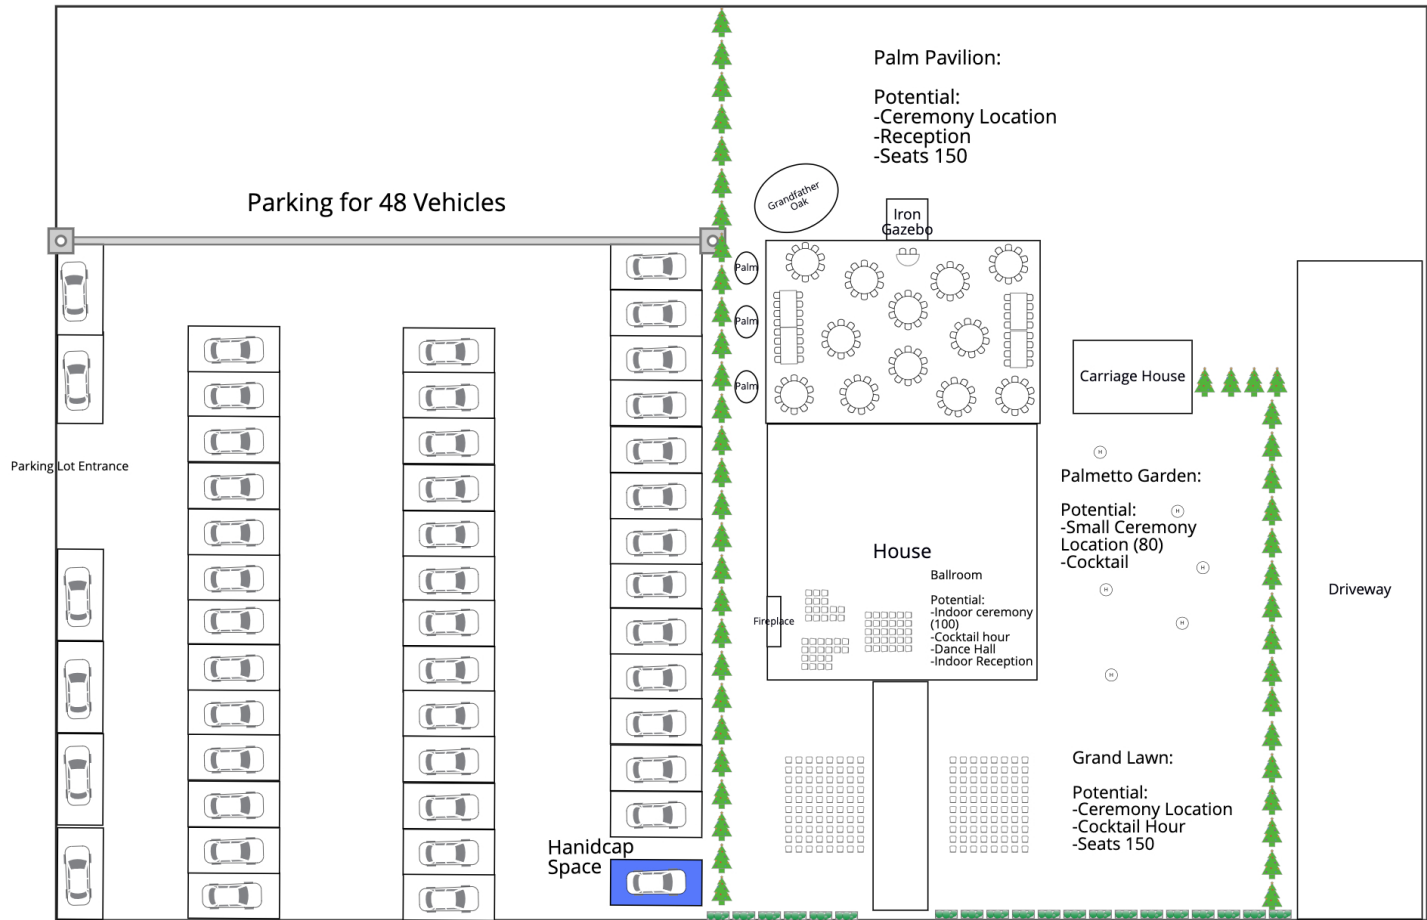 Palm Pavilion:
Potential:
-Ceremony Location
-Reception
-Seats 150
Parking for 48 Vehicles
Grandfather
Oak
Iron
Gazebo
Palm
Palm
Palm
Carriage House
Parking Lot Entrance
H
Palmetto Garden:
Potential:
-Small Ceremony
Location (80)
-Cocktail
H
H
H
H
H
House
Ballroom
Potential:
-Indoor ceremony
(100)
-Cocktail hour
-Dance Hall
-Indoor Reception
Fireplace
Driveway
Grand Lawn:
Potential:
-Ceremony Location
-Cocktail Hour
-Seats 150
Hanidcap
Space